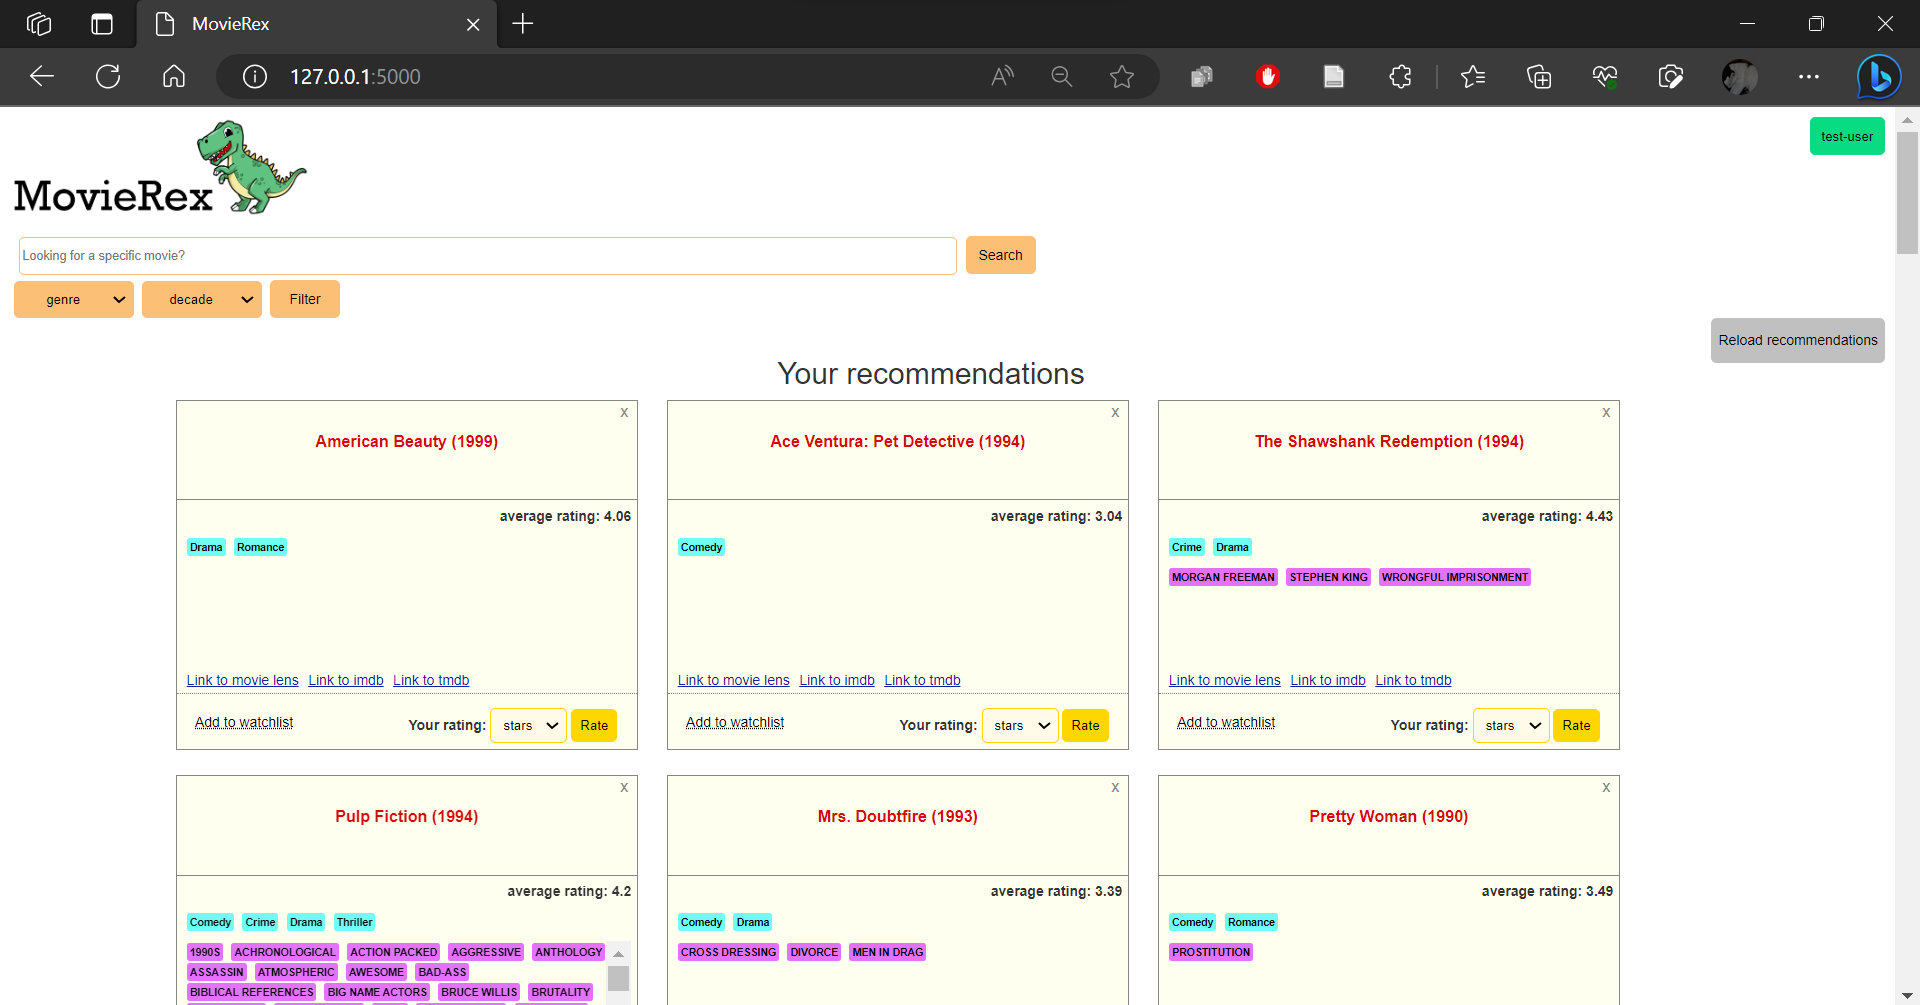 MovieRex
127.0.0.1:5000
test-user
MovieRex
Looking for a specific movie?
Search
genre decade Filter
Reload recommendations
Your recommendations
X X X
American Beauty (1999) Ace Ventura: Pet Detective (1994) The Shawshank Redemption (1994)
average rating: 4.06 average rating: 3.04 average rating: 4.43
Drama Romance Comedy Crime Drama
MORGAN FREEMAN STEPHEN KING WRONGFUL IMPRISONMENT
Link to movie lens Link to imdb Link to tmdb Link to movie lens Link to imdb Link to tmdb Link to movie lens Link to imdb Link to tmdb
Add to watchlist Your rating: stars Rate Add to watchlist Your rating: stars Rate Add to watchlist Your rating: stars Rate
X X X
Pulp Fiction (1994) Mrs. Doubtfire (1993) Pretty Woman (1990)
average rating: 4.2 average rating: 3.39 average rating: 3.49
Comedy Crime Drama Thriller Comedy Drama Comedy Romance
1990S ACHRONOLOGICAL ACTION PACKED AGGRESSIVE ANTHOLOGY CROSS DRESSING DIVORCE MEN IN DRAG PROSTITUTION
ASSASSIN ATMOSPHERIC AWESOME BAD-ASS
BIBLICAL REFERENCES BIG NAME ACTORS BRUCE WILLIS BRUTALITY